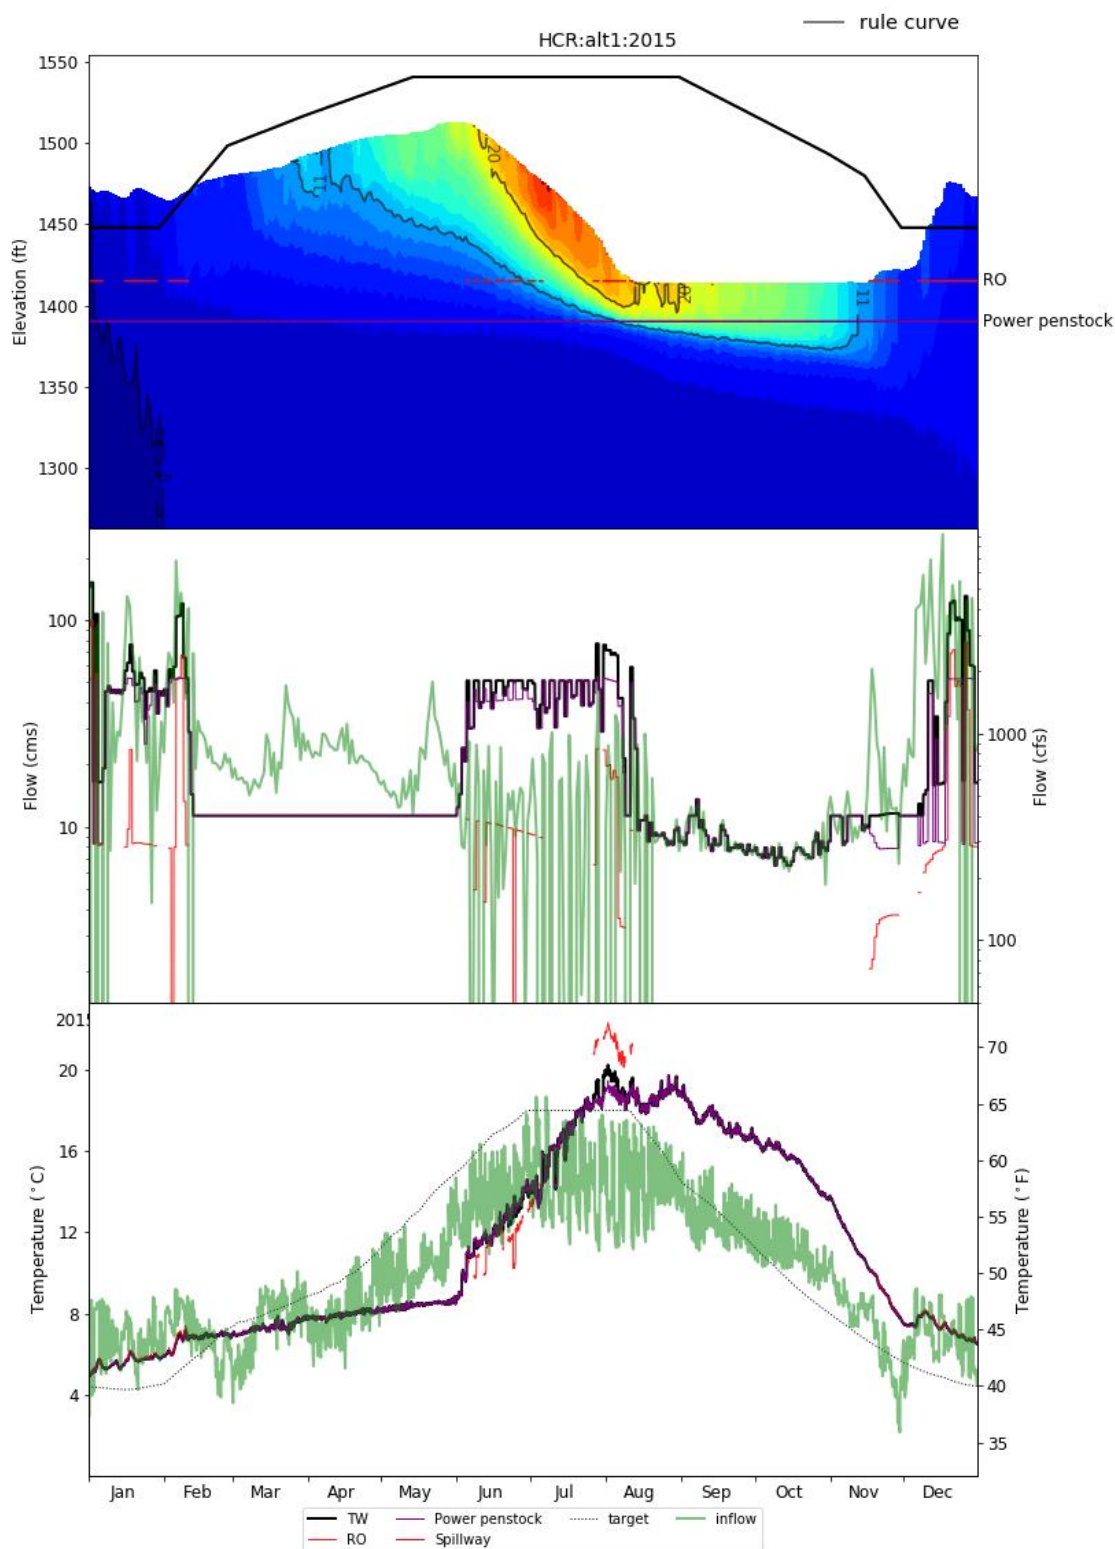 rule curve
HCR:alt1:2015
1550
1500
1450
1400
1350
1300
Elevation (ft)
20
11
20
11
RO
Power penstock
100
10
Flow (cms)
1000
100
Flow (cfs)
2015
20
16
12
8
4
Temperature (°C)
70
65
60
55
50
45
40
35
Temperature (°F)
Jan Feb Mar Apr May Jun Jul Aug Sep Oct Nov Dec
TW Power penstock target inflow
RO Spillway